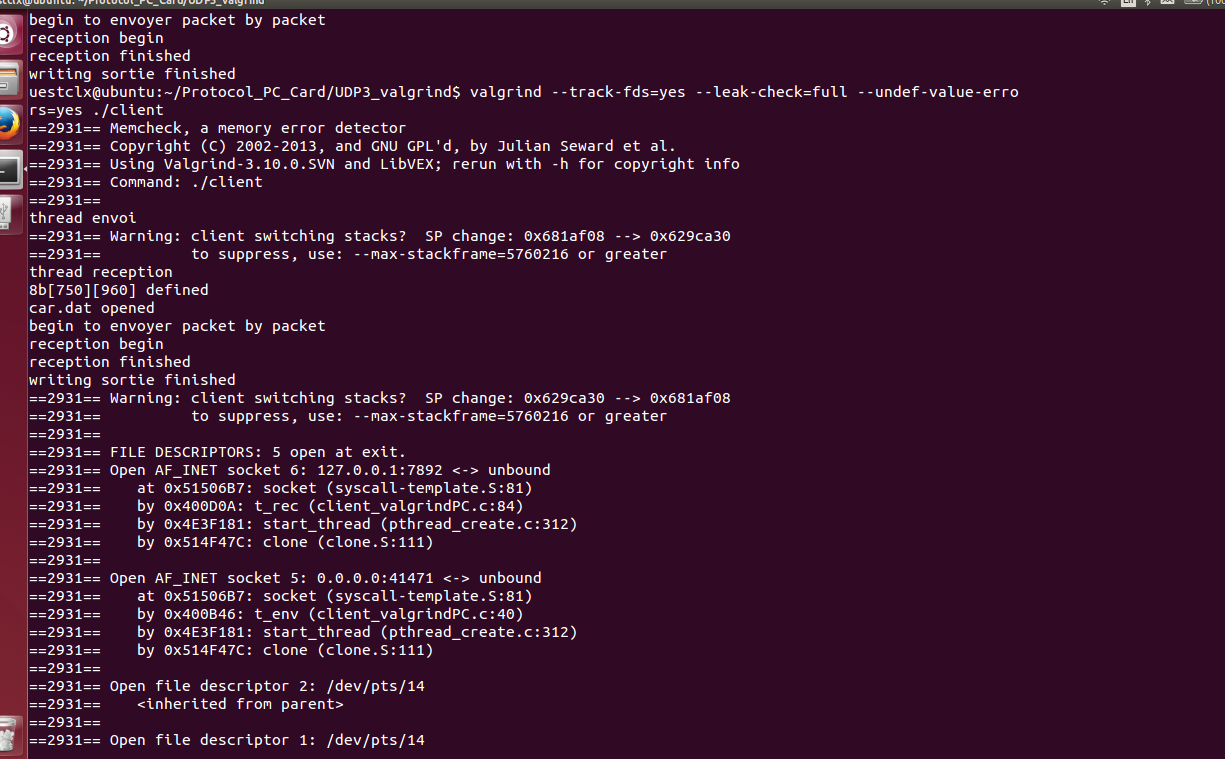 begin to envoyer packet by packet
reception begin
reception finished
writing sortie finished
uestclx@ubuntu:~/Protocol_PC_Card/UDP3_valgrind$ valgrind --track-fds=yes --leak-check=full --undef-value-erro
rs=yes ./client
==2931== Memcheck, a memory error detector
==2931== Copyright (C) 2002-2013, and GNU GPL'd, by Julian Seward et al.
==2931== Using Valgrind-3.10.0.SVN and LibVEX; rerun with -h for copyright info
==2931== Command: ./client
==2931==
thread envoi
==2931== Warning: client switching stacks?  SP change: 0x681af08 --> 0x629ca30
==2931==          to suppress, use: --max-stackframe=5760216 or greater
thread reception
8b[750][960] defined
car.dat opened
begin to envoyer packet by packet
reception begin
reception finished
writing sortie finished
==2931== Warning: client switching stacks?  SP change: 0x629ca30 --> 0x681af08
==2931==          to suppress, use: --max-stackframe=5760216 or greater
==2931==
==2931== FILE DESCRIPTORS: 5 open at exit.
==2931== Open AF_INET socket 6: 127.0.0.1:7892 <-> unbound
==2931==    at 0x51506B7: socket (syscall-template.S:81)
==2931==    by 0x400D0A: t_rec (client_valgrindPC.c:84)
==2931==    by 0x4E3F181: start_thread (pthread_create.c:312)
==2931==    by 0x514F47C: clone (clone.S:111)
==2931==
==2931== Open AF_INET socket 5: 0.0.0.0:41471 <-> unbound
==2931==    at 0x51506B7: socket (syscall-template.S:81)
==2931==    by 0x400B46: t_env (client_valgrindPC.c:40)
==2931==    by 0x4E3F181: start_thread (pthread_create.c:312)
==2931==    by 0x514F47C: clone (clone.S:111)
==2931==
==2931== Open file descriptor 2: /dev/pts/14
==2931==    <inherited from parent>
==2931==
==2931== Open file descriptor 1: /dev/pts/14